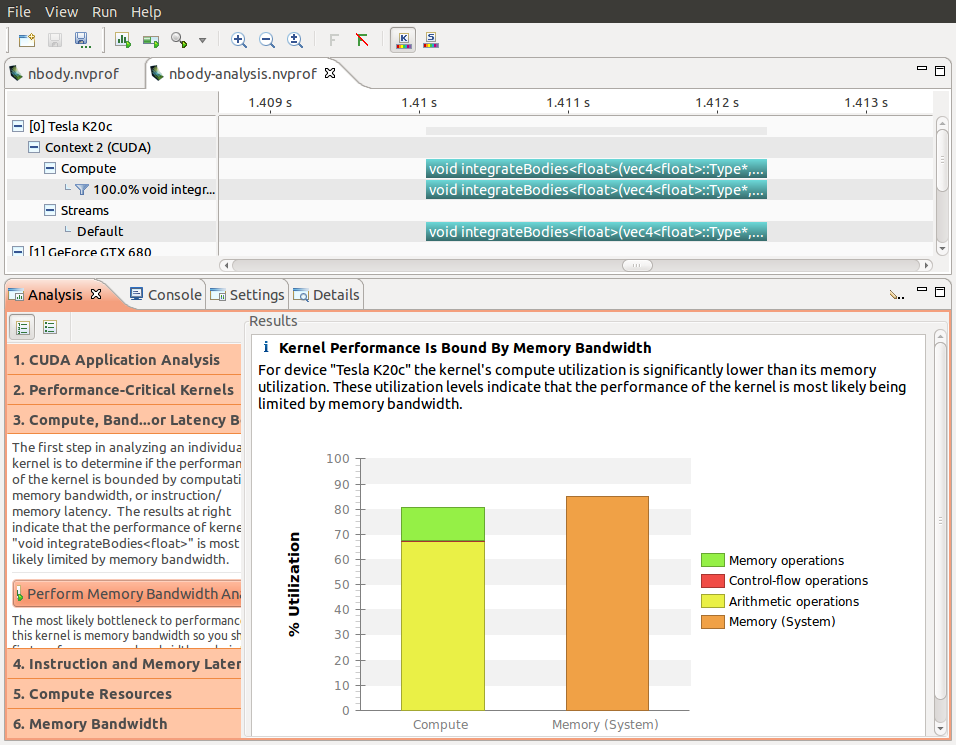 File View Run Help
nbody.nvprof
nbody-analysis.nvprof
1.409 s
1.41 s
1.411 s
1.412 s
1.413 s
[0] Tesla K20c
Context 2 (CUDA)
Compute
void integrateBodies<float>(vec4<float>::Type*,...
100.0% void integr...
void integrateBodies<float>(vec4<float>::Type*,...
Streams
Default
void integrateBodies<float>(vec4<float>::Type*,...
[1] GeForce GTX 680
Analysis
Console
Settings
Details
1. CUDA Application Analysis
2. Performance-Critical Kernels
3. Compute, Band...or Latency B
The first step in analyzing an individua
kernel is to determine if the performan
of the kernel is bounded by computati
memory bandwidth, or instruction/
memory latency. The results at right
indicate that the performance of kerne
"void integrateBodies<float>" is most
likely limited by memory bandwidth.
Perform Memory Bandwidth Ana
The most likely bottleneck to performanc
this kernel is memory bandwidth so you sh
4. Instruction and Memory Laten
5. Compute Resources
6. Memory Bandwidth
Results
i Kernel Performance Is Bound By Memory Bandwidth
For device "Tesla K20c" the kernel's compute utilization is significantly lower than its memory
utilization. These utilization levels indicate that the performance of the kernel is most likely being
limited by memory bandwidth.
% Utilization
100
90
80
70
60
50
40
30
20
10
0
Compute
Memory (System)
Memory operations
Control-flow operations
Arithmetic operations
Memory (System)